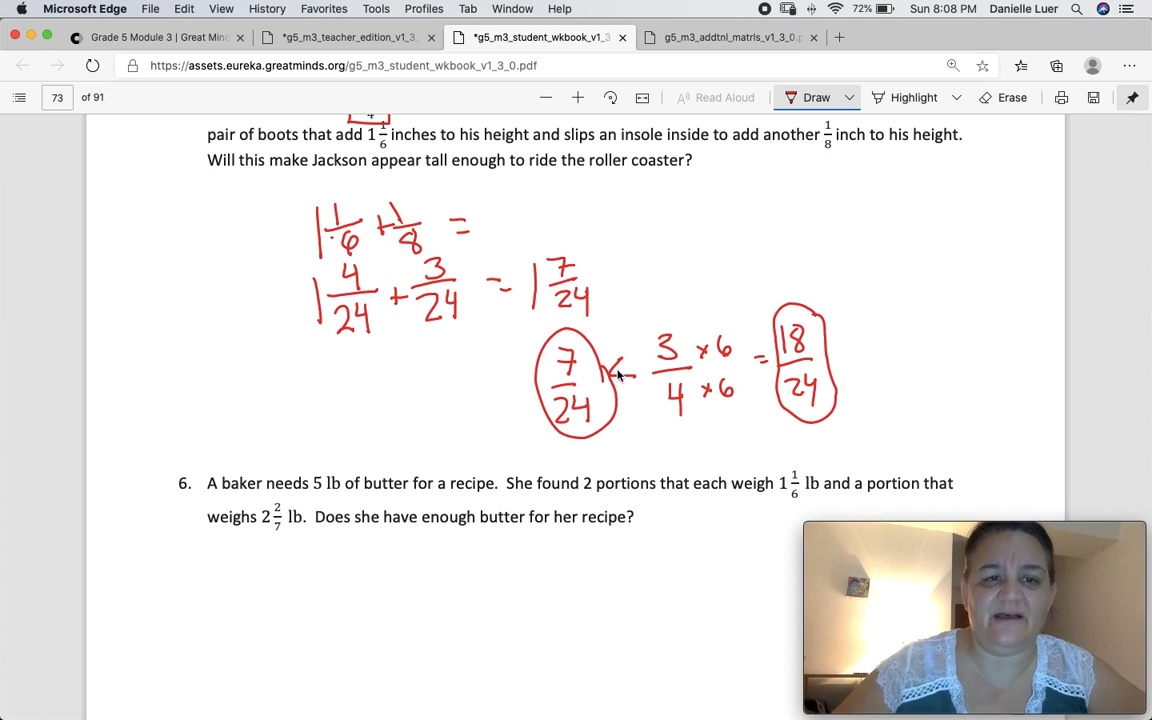 Microsoft Edge File Edit View History Favorites Tools Profiles Tab Window Help 72% Sun 8:08 PM Danielle Luer
Grade 5 Module 3 | Great Min
*g5_m3_teacher_edition_v1_3_
*g5_m3_student_wkbook_v1_3
g5_m3_addtnl_matrls_v1_3_0.p
https://assets.eureka.greatminds.org/g5_m3_student_wkbook_v1_3_0.pdf
73 of 91 Read Aloud Draw Highlight Erase
pair of boots that add 1 1/6 inches to his height and slips an insole inside to add another 1/8 inch to his height.
Will this make Jackson appear tall enough to ride the roller coaster?
1 1/6 + 1/8 =
1 4/24 + 3/24 = 1 7/24
7/24 ← 3/4 ×6 ×6 = 18/24
6. A baker needs 5 lb of butter for a recipe. She found 2 portions that each weigh 1 1/6 lb and a portion that
weighs 2 2/7 lb. Does she have enough butter for her recipe?